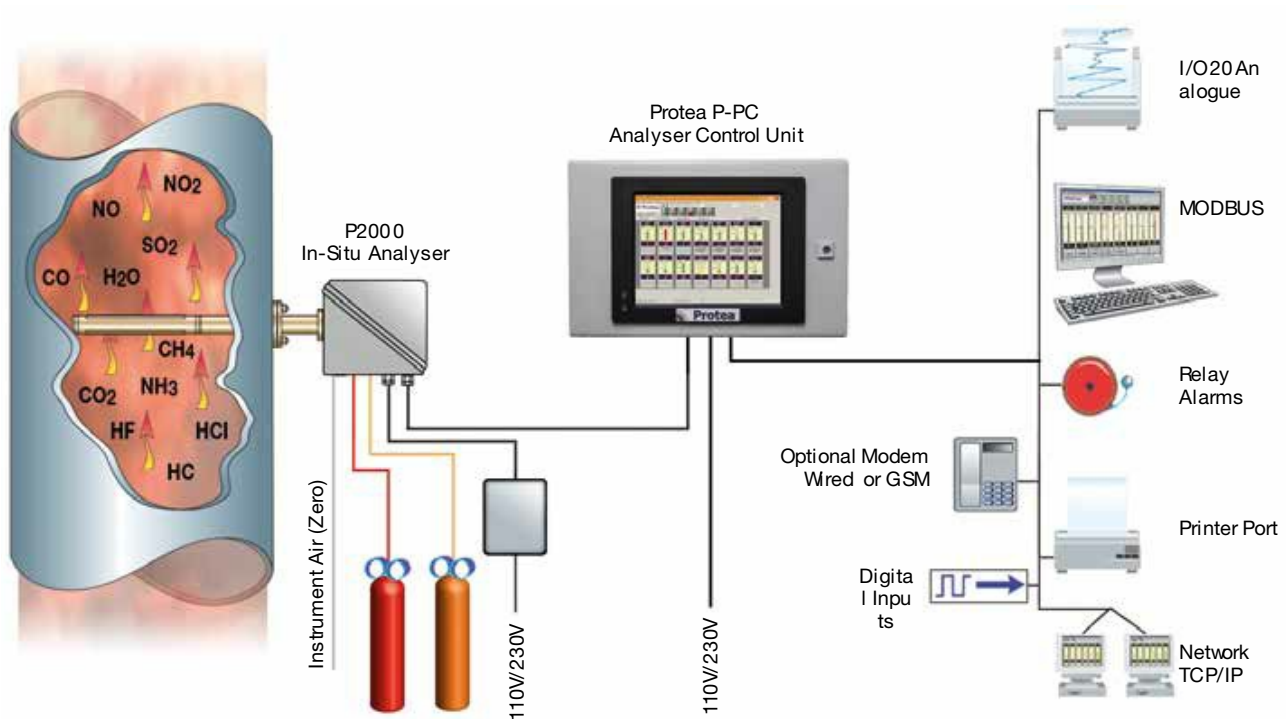 NO2
NO
SO2
CO
H2O
CH4
CO2
NH3
HF
HCl
HC
P2000
In-Situ Analyser
Instrument Air (Zero)
110V/230V
Protea P-PC
Analyser Control Unit
Protea
110V/230V
I/O20 An
alogue
MODBUS
Relay
Alarms
Optional Modem
Wired or GSM
Printer Port
Digita
l Inpu
ts
Network
TCP/IP